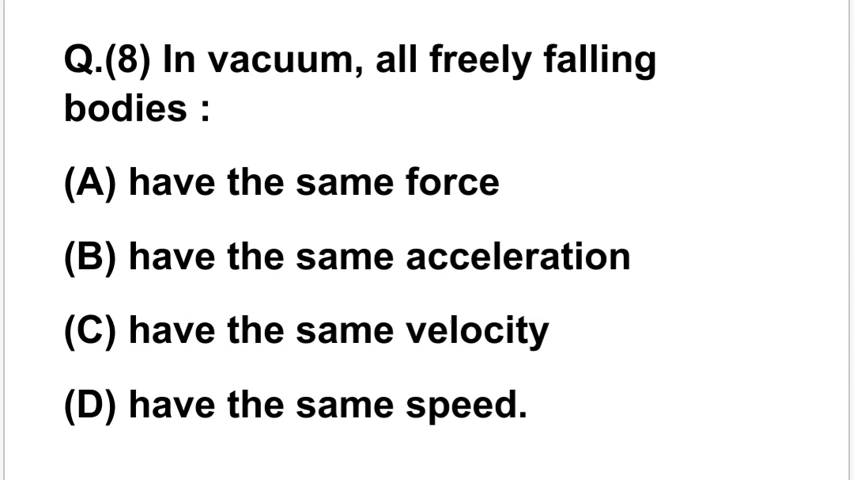 Q.(8) In vacuum, all freely falling
bodies :
(A) have the same force
(B) have the same acceleration
(C) have the same velocity
(D) have the same speed.